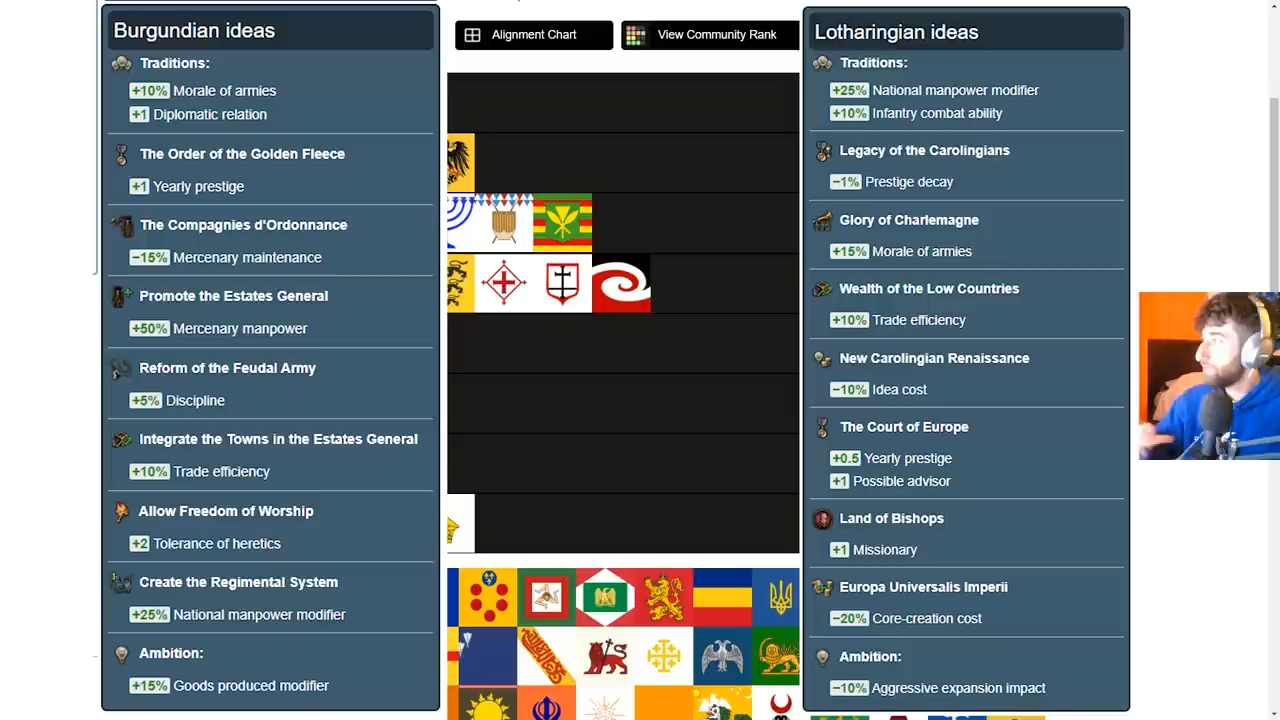 Burgundian ideas
Traditions:
+10% Morale of armies
+1 Diplomatic relation
The Order of the Golden Fleece
+1 Yearly prestige
The Compagnies d'Ordonnance
−15% Mercenary maintenance
Promote the Estates General
+50% Mercenary manpower
Reform of the Feudal Army
+5% Discipline
Integrate the Towns in the Estates General
+10% Trade efficiency
Allow Freedom of Worship
+2 Tolerance of heretics
Create the Regimental System
+25% National manpower modifier
Ambition:
+15% Goods produced modifier
Alignment Chart
View Community Rank
Lotharingian ideas
Traditions:
+25% National manpower modifier
+10% Infantry combat ability
Legacy of the Carolingians
−1% Prestige decay
Glory of Charlemagne
+15% Morale of armies
Wealth of the Low Countries
+10% Trade efficiency
New Carolingian Renaissance
−10% Idea cost
The Court of Europe
+0.5 Yearly prestige
+1 Possible advisor
Land of Bishops
+1 Missionary
Europa Universalis Imperii
−20% Core-creation cost
Ambition:
−10% Aggressive expansion impact